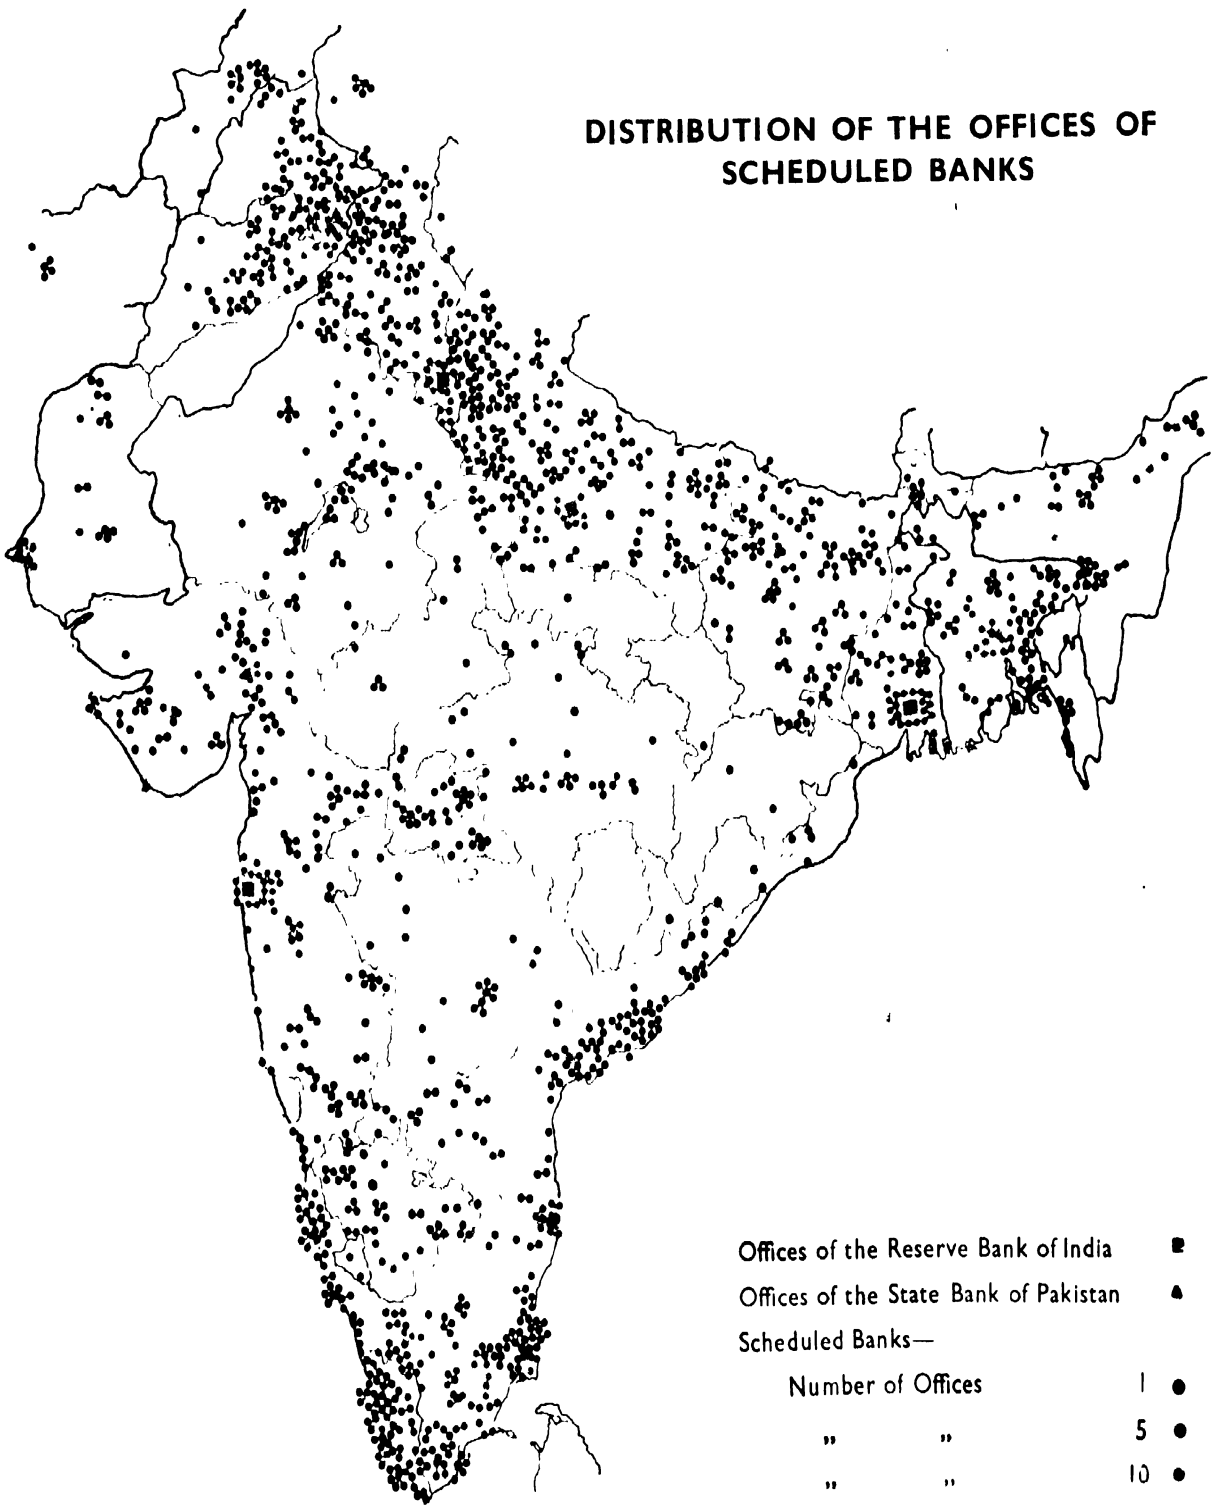 DISTRIBUTION OF THE OFFICES OF
SCHEDULED BANKS
Offices of the Reserve Bank of India
Offices of the State Bank of Pakistan
Scheduled Banks—
Number of Offices 1
„ „ 5
„ „ 10